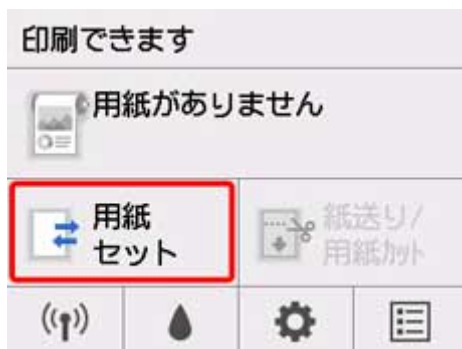 印刷できます
用紙がありません
用紙
セット
紙送り/
用紙カット